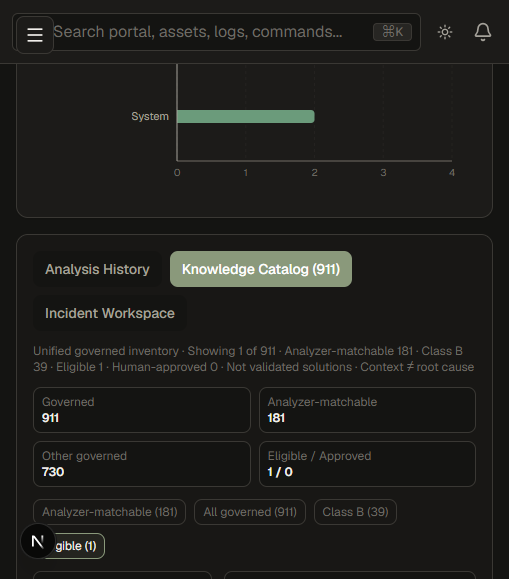 Search portal, assets, logs, commands... ⌘K
System
0 1 2 3 4
Analysis History Knowledge Catalog (911)
Incident Workspace
Unified governed inventory · Showing 1 of 911 · Analyzer-matchable 181 · Class B
39 · Eligible 1 · Human-approved 0 · Not validated solutions · Context ≠ root cause
Governed
911
Analyzer-matchable
181
Other governed
730
Eligible / Approved
1 / 0
Analyzer-matchable (181) All governed (911) Class B (39)
N gible (1)